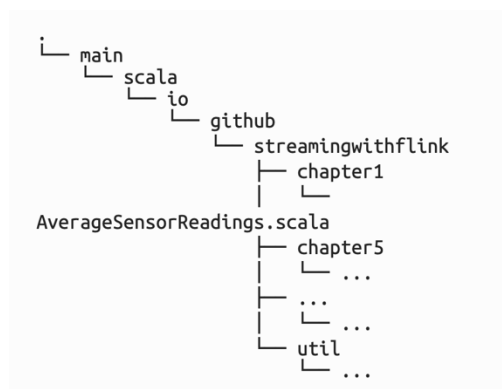 .
└── main
    └── scala
        └── io
            └── github
                └── streamingwithflink
                    ├── chapter1
                    │   └──
AverageSensorReadings.scala
                    ├── chapter5
                    │   └── ...
                    ├── ...
                    │   └── ...
                    └── util
                        └── ...